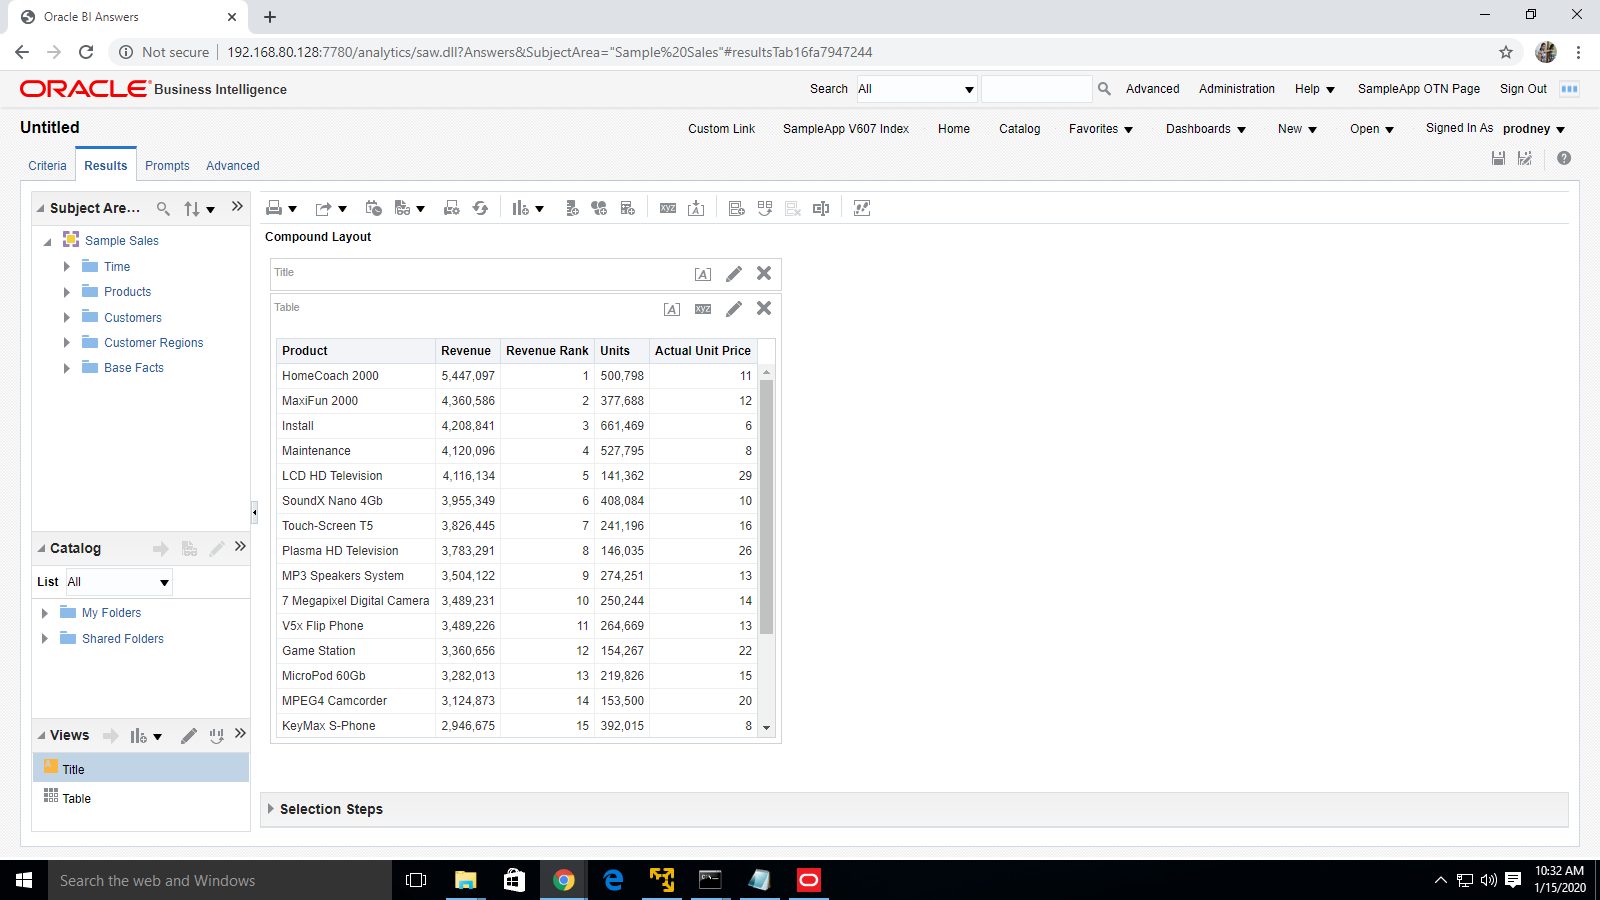 Oracle BI Answers
Not secure 192.168.80.128:7780/analytics/saw.dll?Answers&SubjectArea="Sample%20Sales"#resultsTab16fa7947244
ORACLE Business Intelligence
Search All Advanced Administration Help SampleApp OTN Page Sign Out
Untitled
Custom Link SampleApp V607 Index Home Catalog Favorites Dashboards New Open Signed In As prodney
Criteria Results Prompts Advanced
Subject Are...
Sample Sales
Time
Products
Customers
Customer Regions
Base Facts
Catalog
List All
My Folders
Shared Folders
Views
Title
Table
Compound Layout
Title
Table
Product Revenue Revenue Rank Units Actual Unit Price
HomeCoach 2000 5,447,097 1 500,798 11
MaxiFun 2000 4,360,586 2 377,688 12
Install 4,208,841 3 661,469 6
Maintenance 4,120,096 4 527,795 8
LCD HD Television 4,116,134 5 141,362 29
SoundX Nano 4Gb 3,955,349 6 408,084 10
Touch-Screen T5 3,826,445 7 241,196 16
Plasma HD Television 3,783,291 8 146,035 26
MP3 Speakers System 3,504,122 9 274,251 13
7 Megapixel Digital Camera 3,489,231 10 250,244 14
V5x Flip Phone 3,489,226 11 264,669 13
Game Station 3,360,656 12 154,267 22
MicroPod 60Gb 3,282,013 13 219,826 15
MPEG4 Camcorder 3,124,873 14 153,500 20
KeyMax S-Phone 2,946,675 15 392,015 8
Selection Steps
Search the web and Windows
10:32 AM
1/15/2020